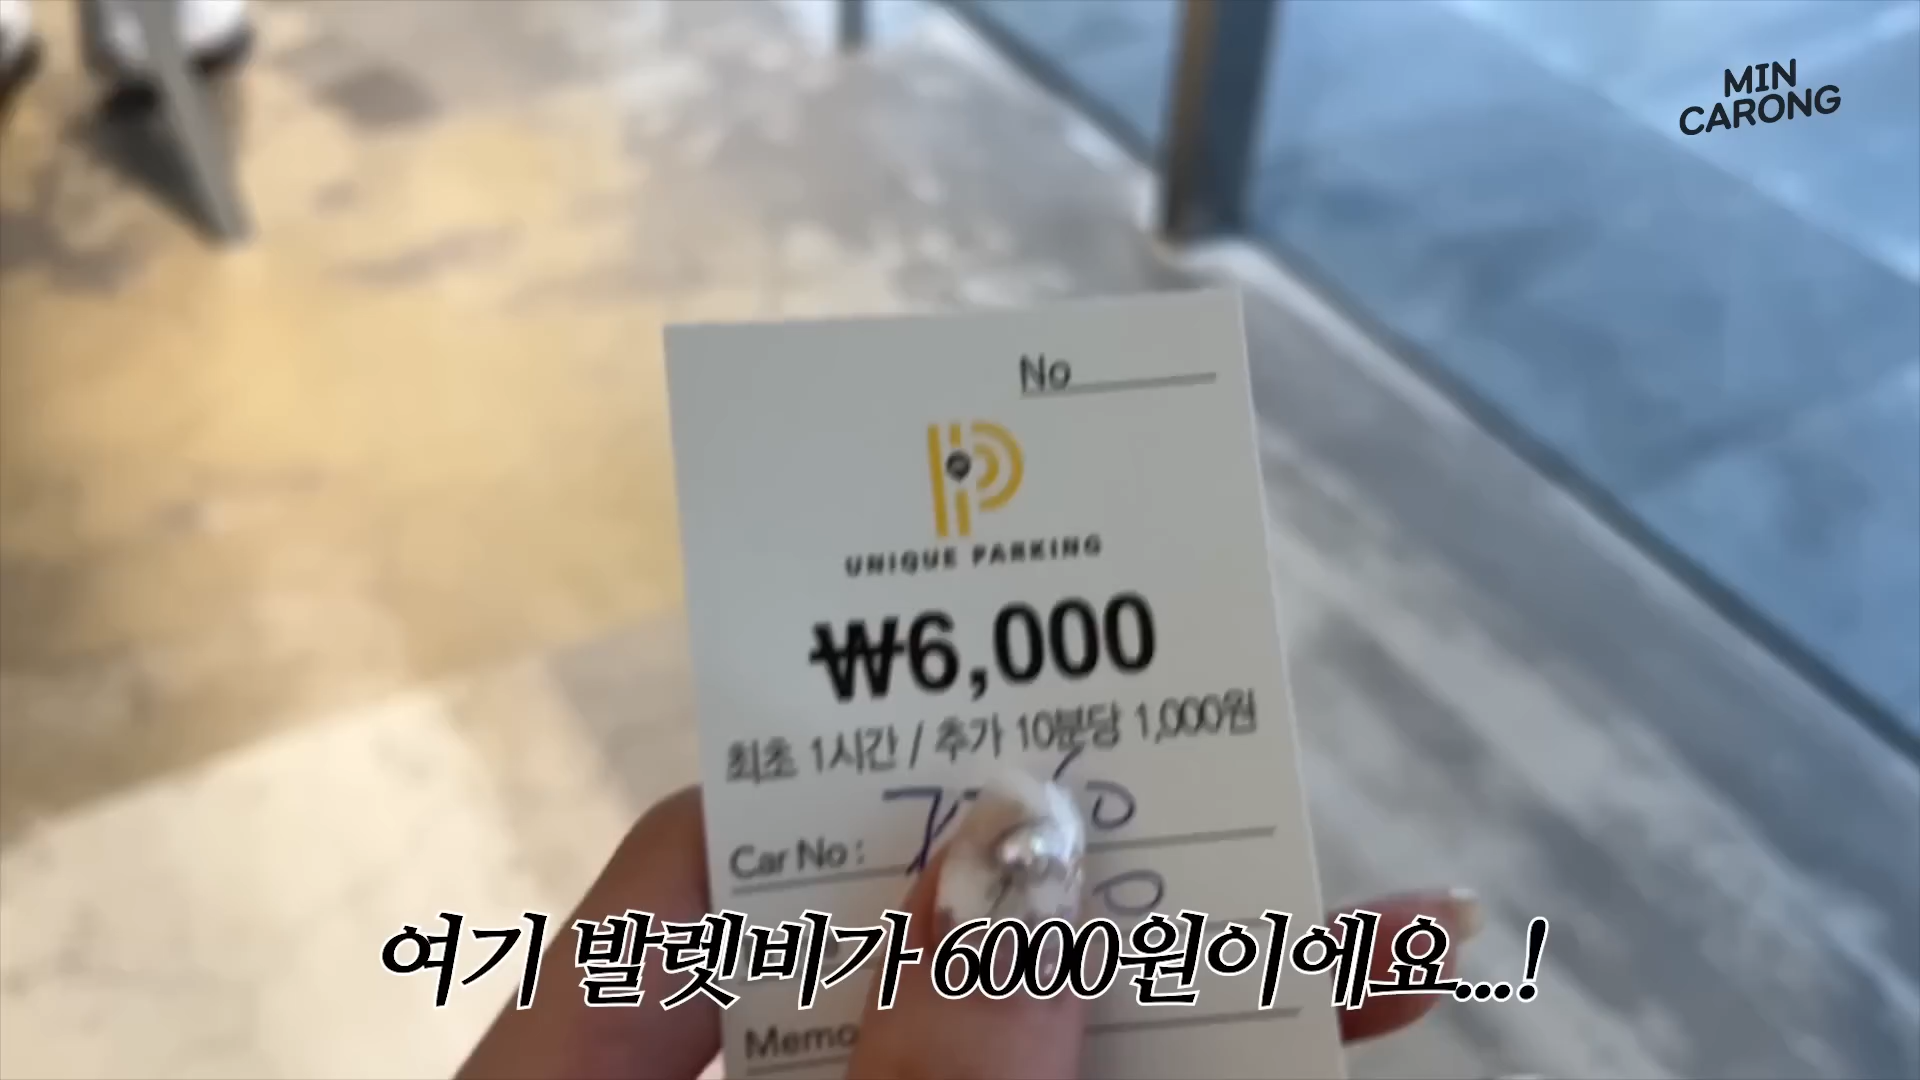 MIN
CARONG
No
UNIQUE PARKING
₩6,000
최초 1시간 / 추가 10분당 1,000원
Car No :
여기 발렛비가 6000원이에요...!
Memo